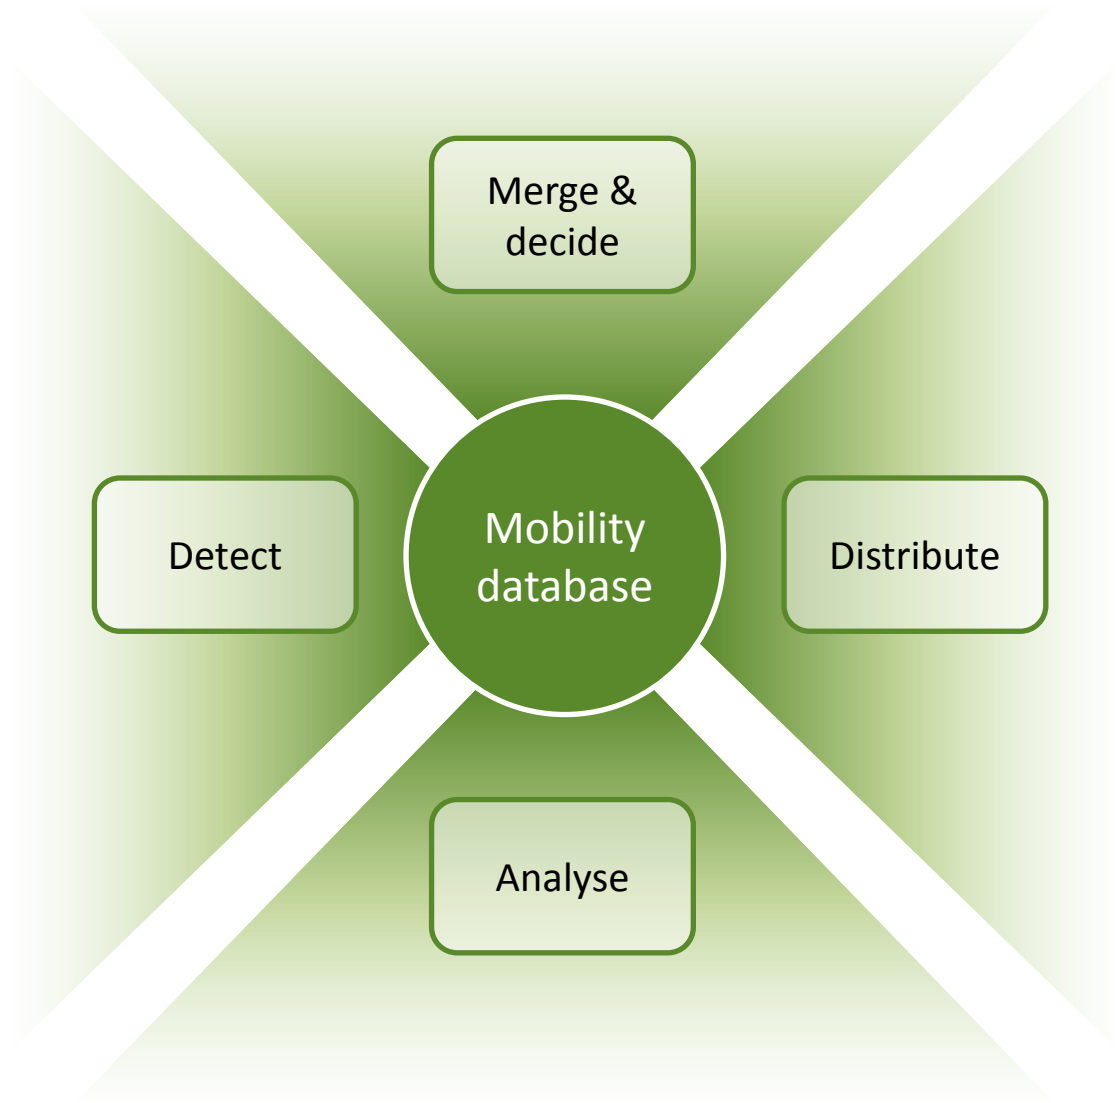 Merge &
decide
Detect
Mobility
database
Distribute
Analyse